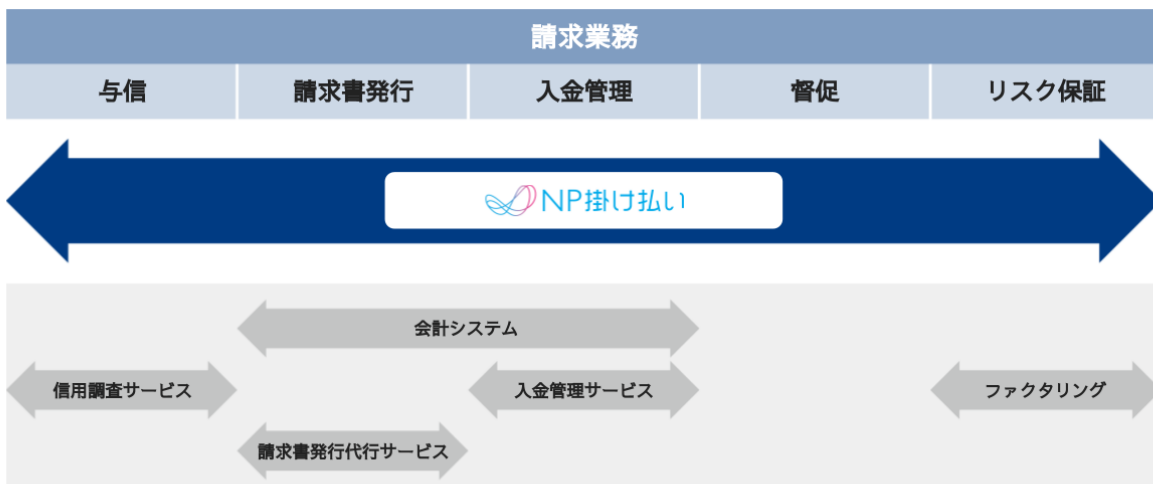 請求業務
与信
請求書発行
入金管理
督促
リスク保証
NP掛け払い
会計システム
信用調査サービス
入金管理サービス
ファクタリング
請求書発行代行サービス